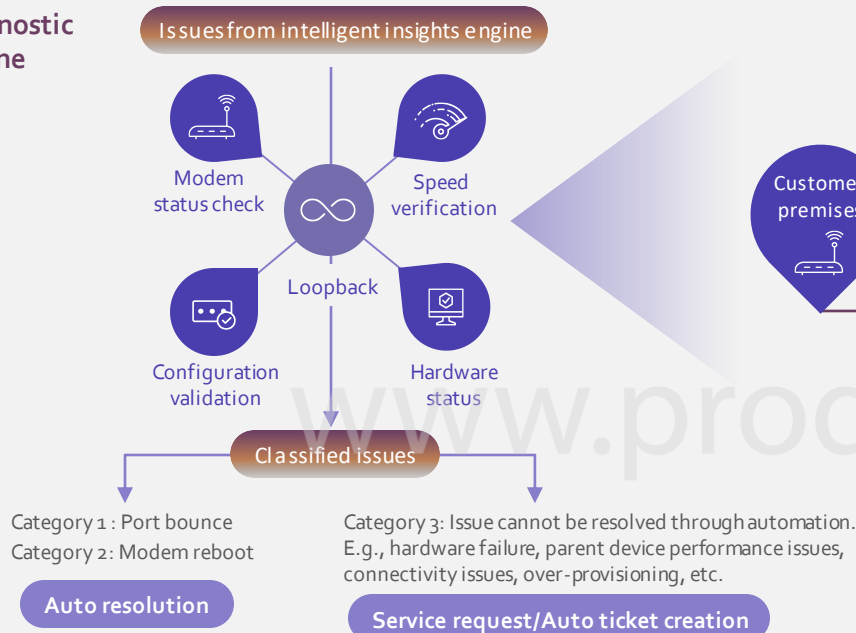 nostic
ne
Issues from intelligent insights engine
Modem
status check
Speed
verification
Custome
premises
Loopback
Configuration
validation
Hardware
status
www.proc
Classified issues
Category 1 : Port bounce
Category 2: Modem reboot
Auto resolution
Category 3: Issue cannot be resolved through automation.
E.g., hardware failure, parent device performance issues,
connectivity issues, over-provisioning, etc.
Service request/Auto ticket creation